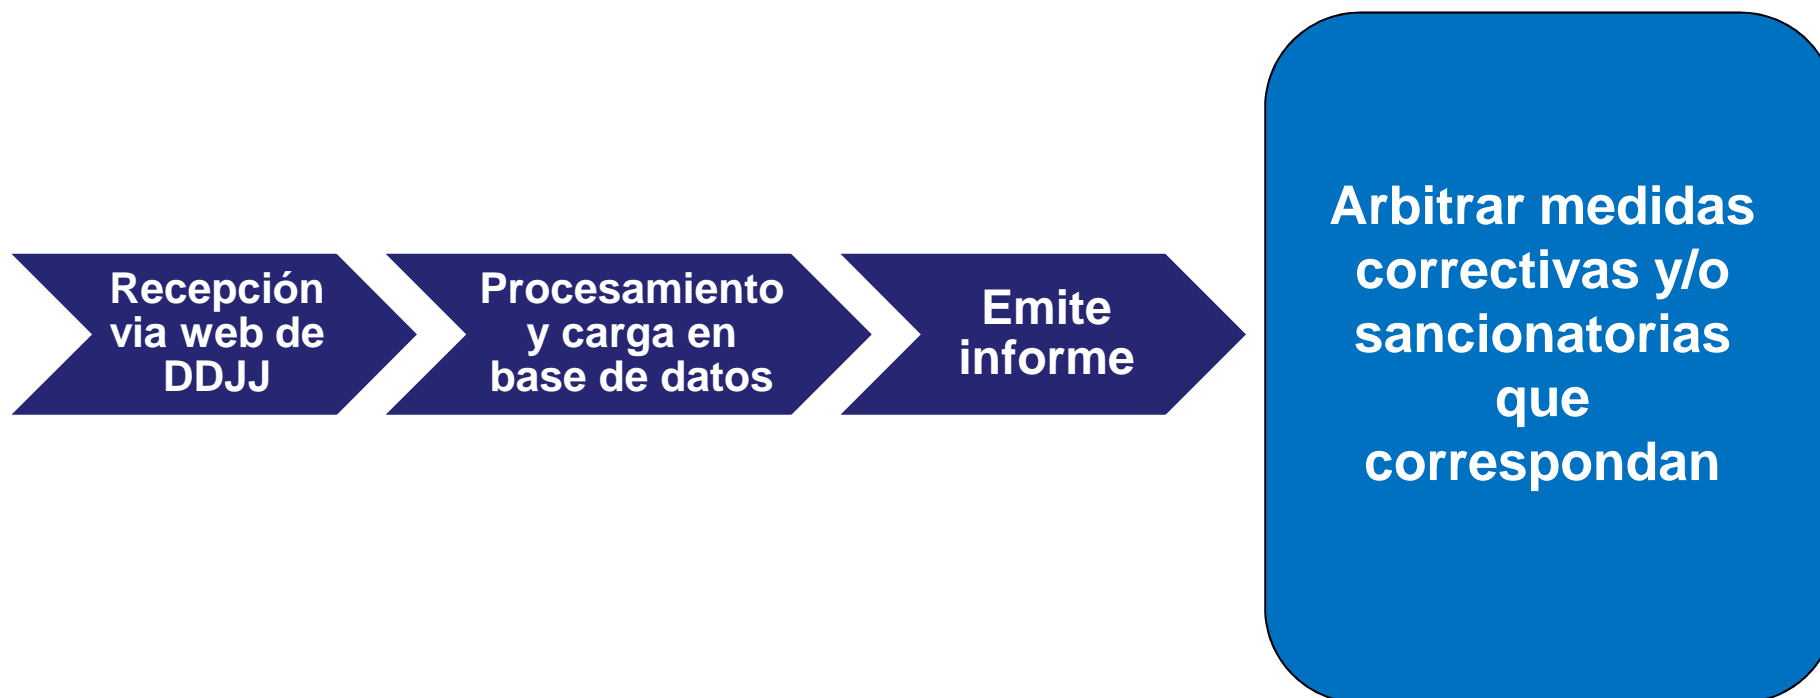 Recepción
via web de
DDJJ
Procesamiento
y carga en
base de datos
Emite
informe
Arbitrar medidas
correctivas y/o
sancionatorias
que
correspondan